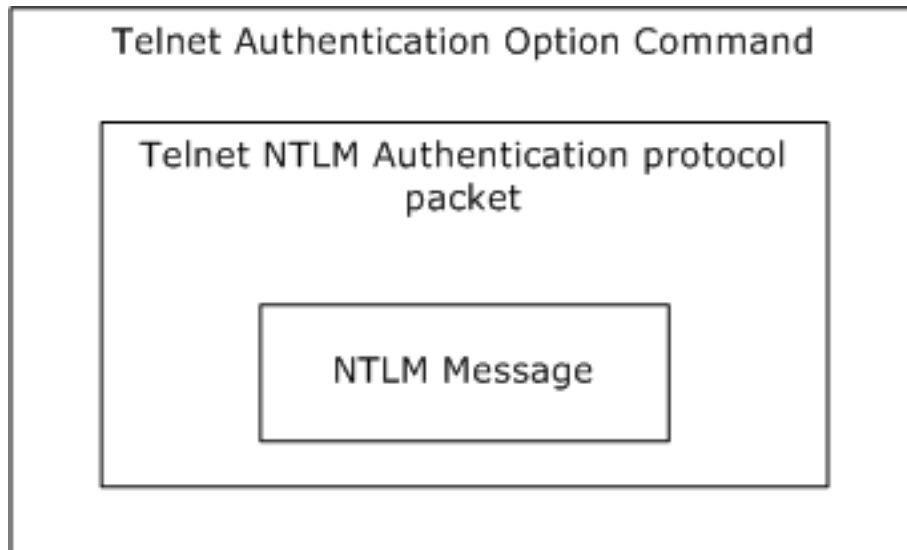 Telnet Authentication Option Command
Telnet NTLM Authentication protocol
packet
NTLM Message